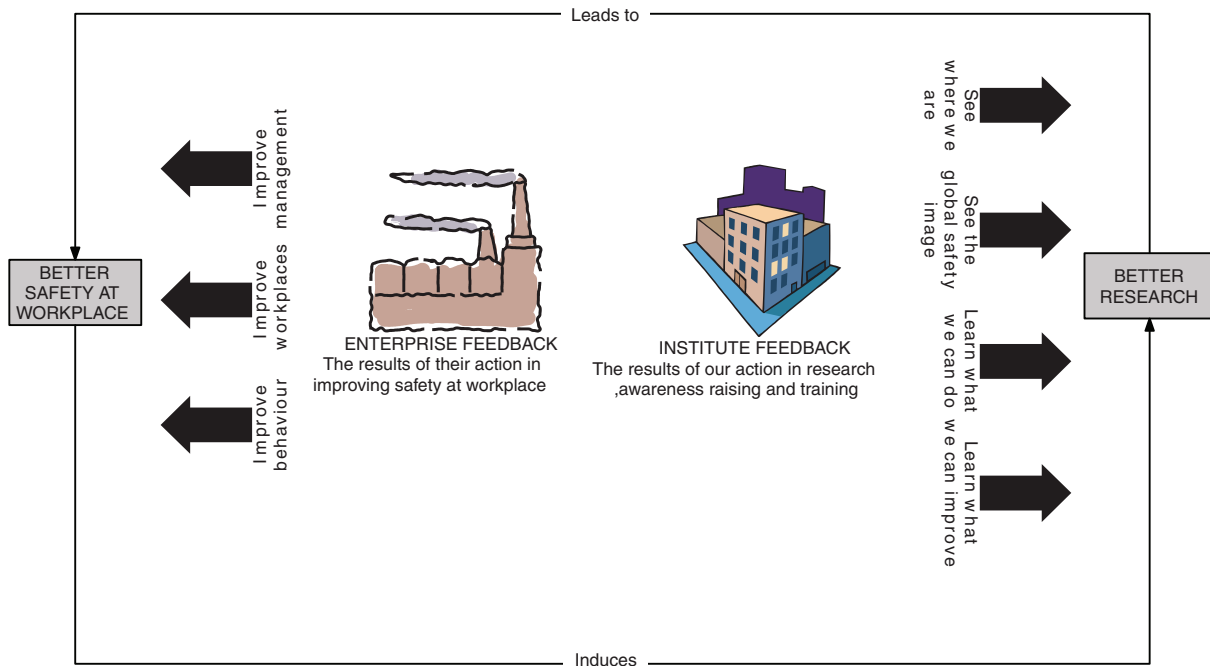 Leads to
Improve
management
Improve
workplaces
Improve
behaviour
BETTER
SAFETY AT
WORKPLACE
ENTERPRISE FEEDBACK
The results of their action in
improving safety at workplace
INSTITUTE FEEDBACK
The results of our action in research
,awareness raising and training
See
where we
are
See the
global safety
image
Learn what
we can do
Learn what
we can improve
BETTER
RESEARCH
Induces